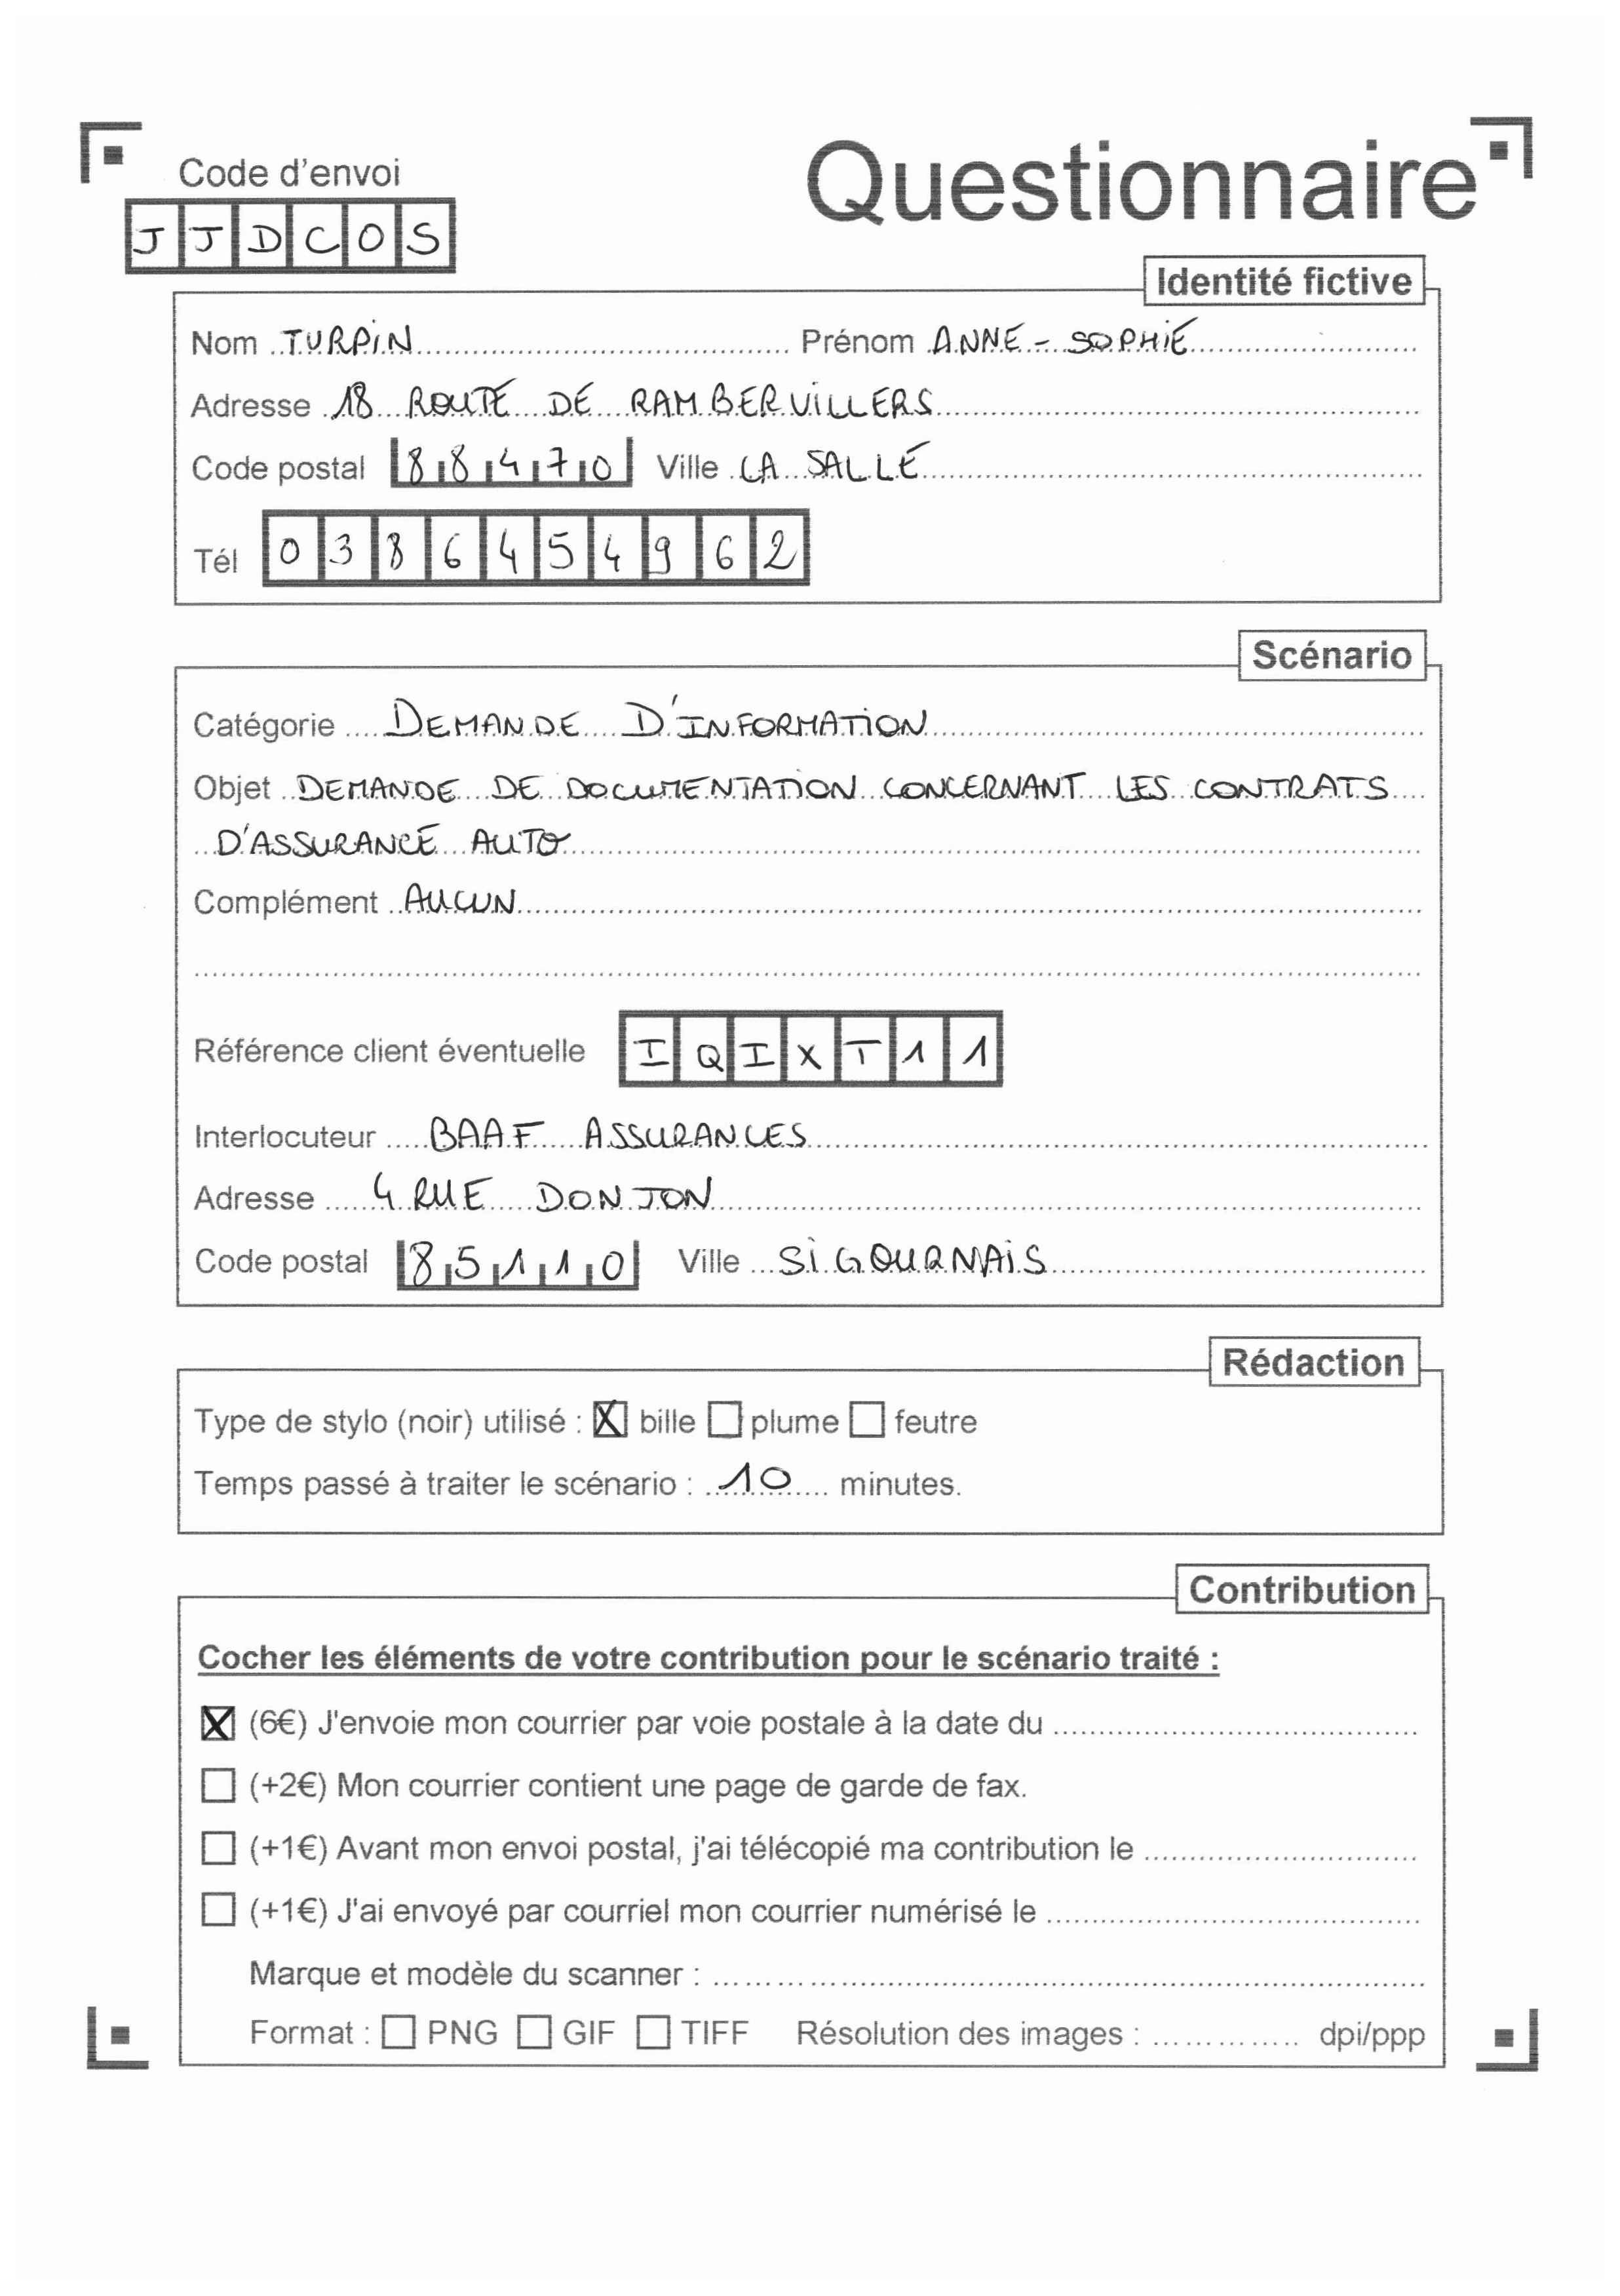 Code d'envoi
Questionnaire
JJDCOS
Identité fictive
Nom TURPIN Prénom ANNE-SOPHIE
Adresse 18 ROUTE DE RAMBERVILLERS
Code postal 88470 Ville LA SALLE
Tél 0386454962
Scénario
Catégorie DEMANDE D'INFORMATION
Objet DEMANDE DE DOCUMENTATION CONCERNANT LES CONTRATS
D'ASSURANCE AUTO
Complément AUCUN
Référence client éventuelle IQIXT11
Interlocuteur BAAF ASSURANCES
Adresse 4 RUE DONJON
Code postal 85110 Ville SIGOURNAIS
Rédaction
Type de stylo (noir) utilisé : X bille plume feutre
Temps passé à traiter le scénario : 10 minutes.
Contribution
Cocher les éléments de votre contribution pour le scénario traité :
X (6€) J'envoie mon courrier par voie postale à la date du
(+2€) Mon courrier contient une page de garde de fax.
(+1€) Avant mon envoi postal, j'ai télécopié ma contribution le
(+1€) J'ai envoyé par courriel mon courrier numérisé le
Marque et modèle du scanner :
Format : PNG GIF TIFF Résolution des images : dpi/ppp